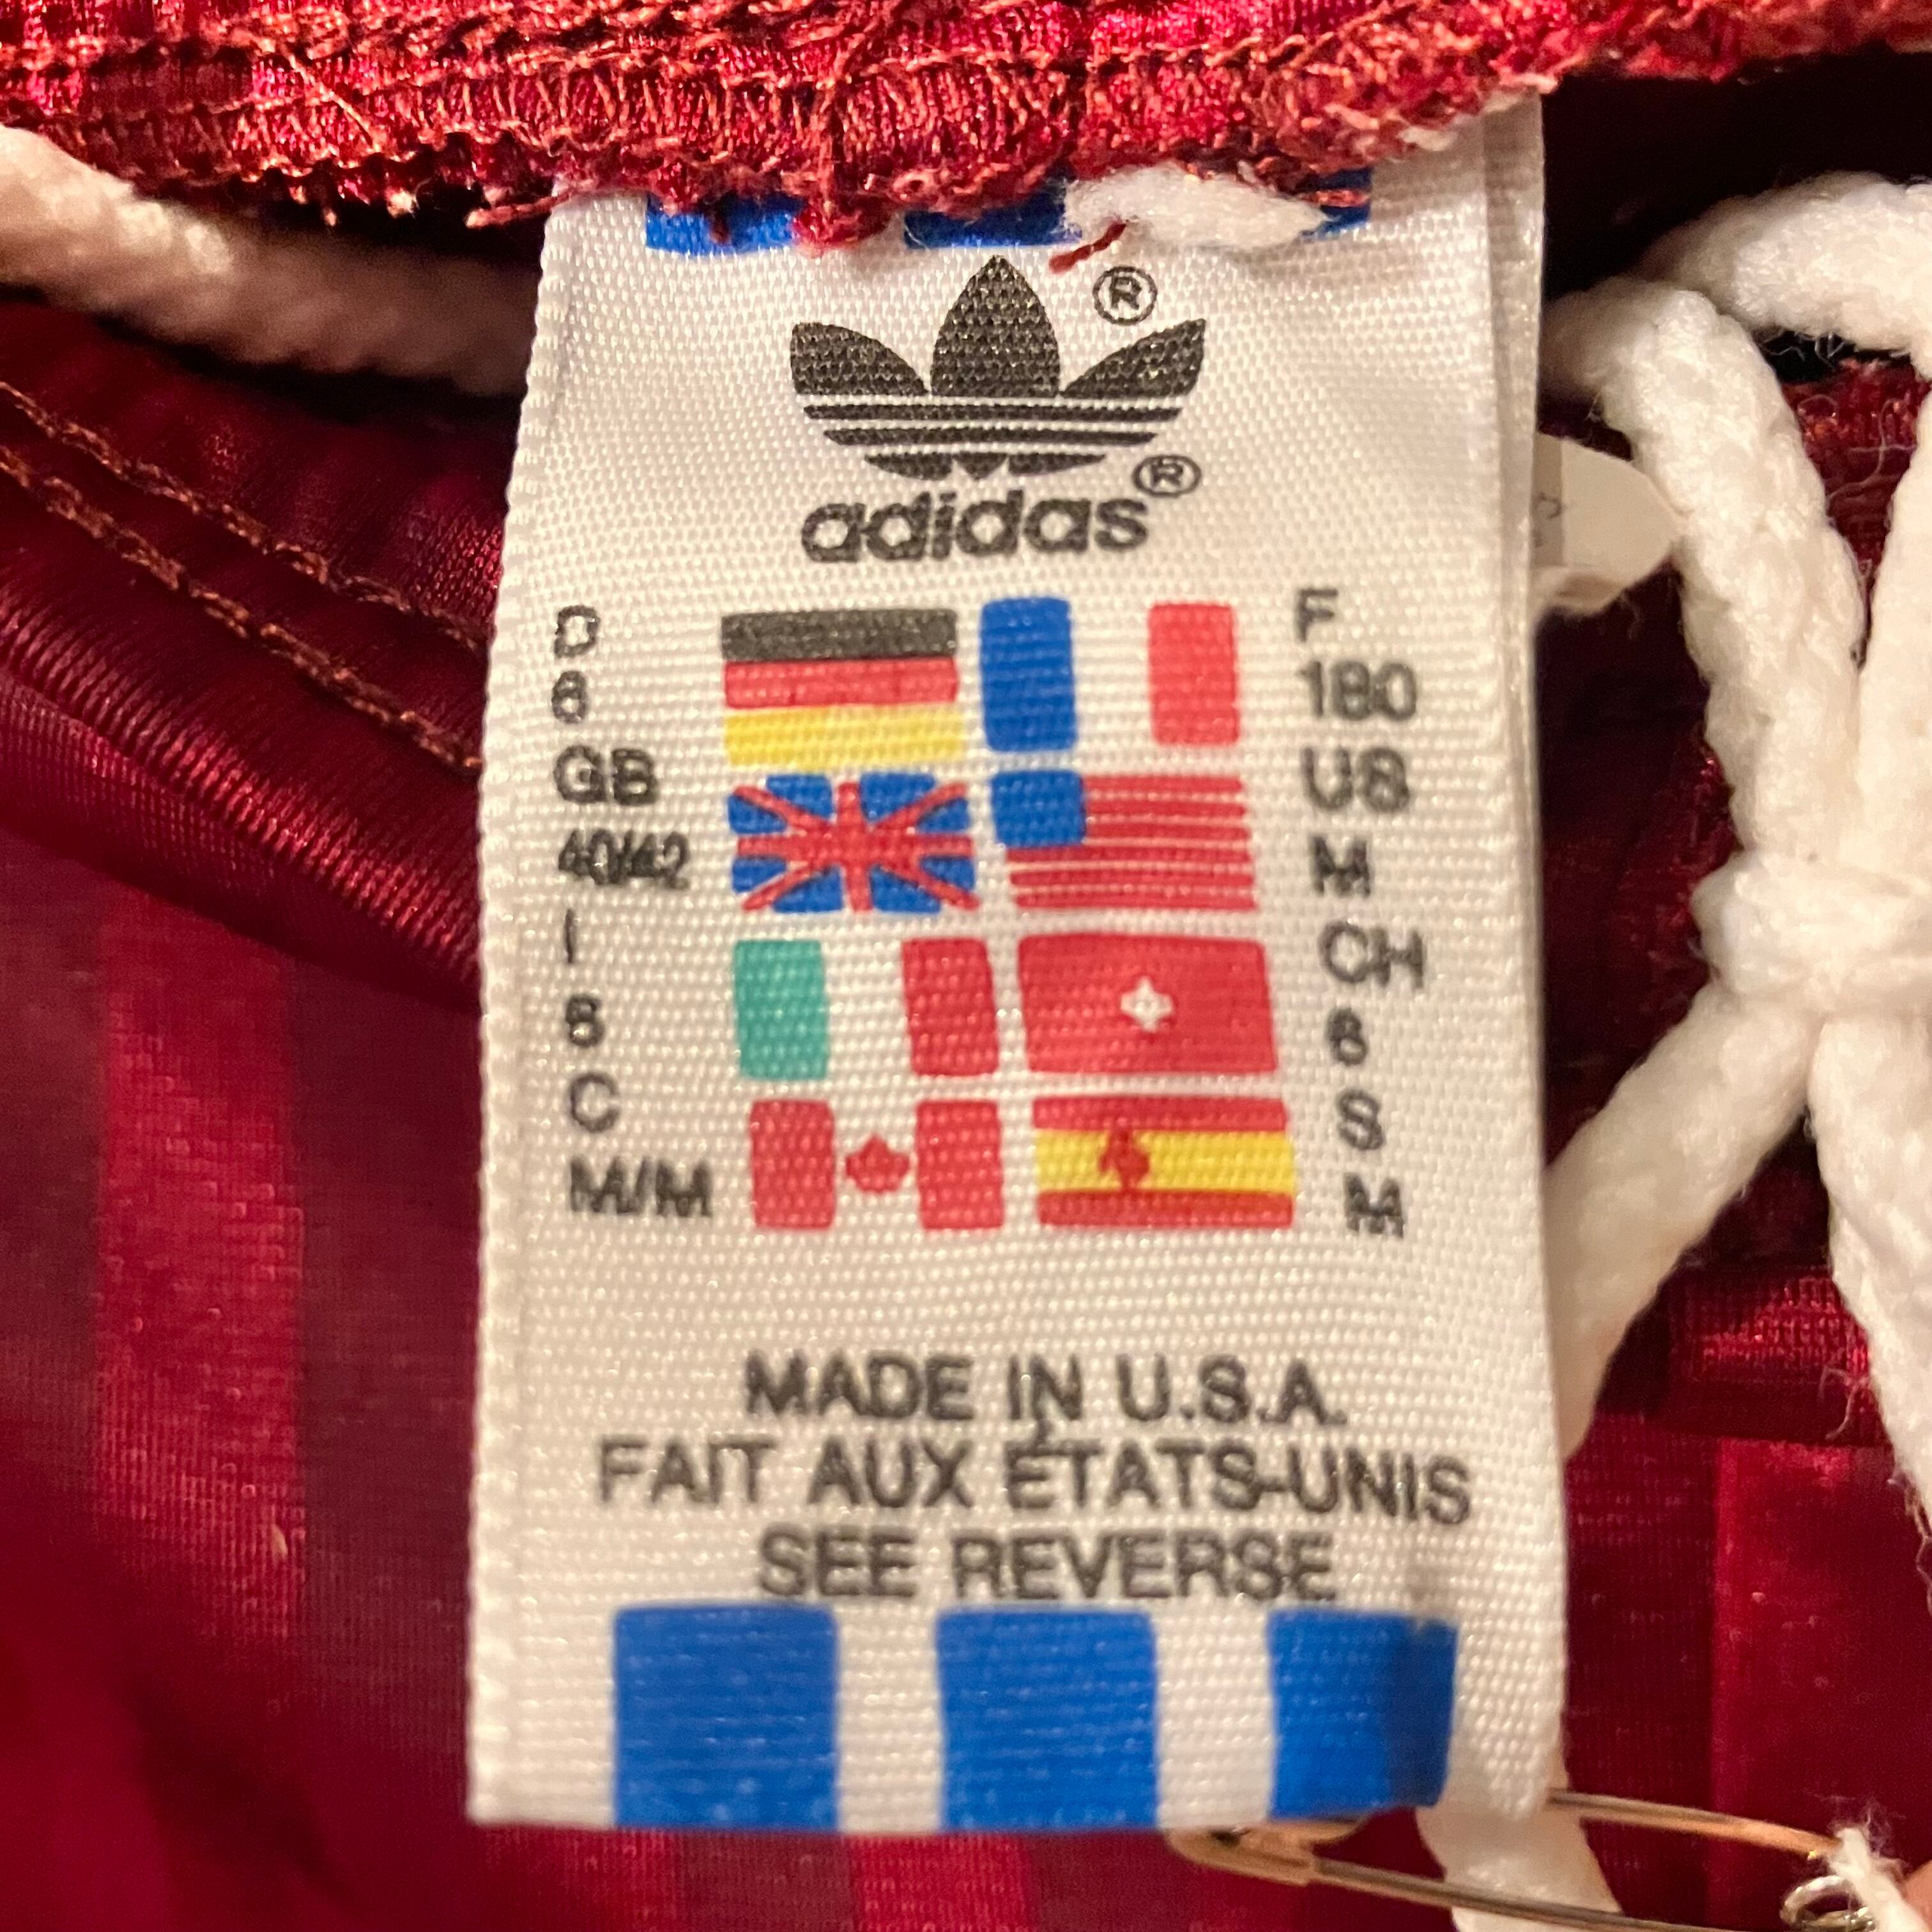 ®
adidas®
D F
6 180
GB US
40/42 M
I CH
6 6
C S
M/M M
MADE IN U.S.A.
FAIT AUX ÉTATS-UNIS
SEE REVERSE